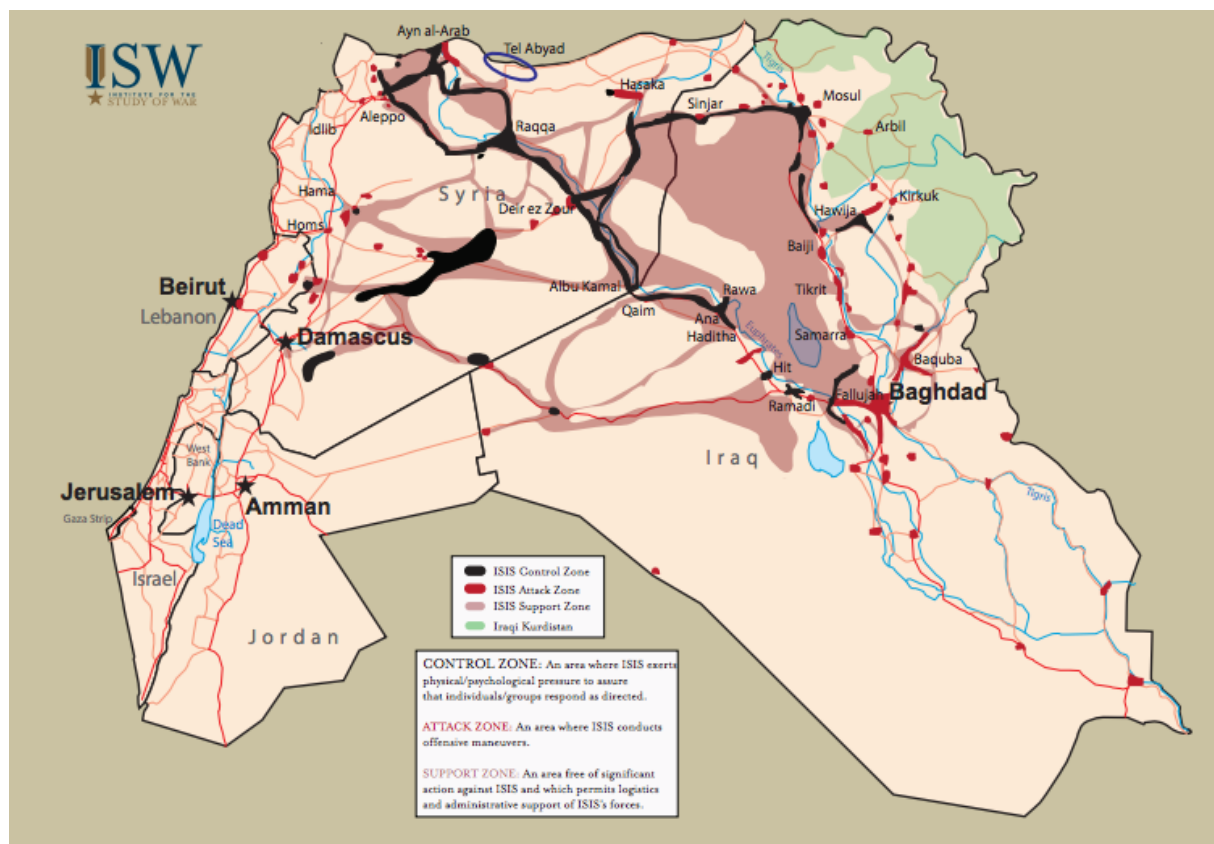 ISW
INSTITUTE FOR THE
STUDY OF WAR
Ayn al-Arab
Tel Abyad
Tigris
Hasaka
Mosul
Sinjar
Aleppo
Idlib
Raqqa
Arbil
Hama
Syria
Kirkuk
Deir ez Zour
Hawija
Homs
Baiji
Beirut
Albu Kamal
Rawa
Tikrit
Lebanon
Qaim
Ana
Haditha
Euphrates
Samarra
Damascus
Hit
Baquba
Ramadi
Fallujah
Baghdad
West
Bank
Iraq
Jerusalem
Amman
Tigris
Gaza Strip
Dead
Sea
Israel
Jordan
ISIS Control Zone
ISIS Attack Zone
ISIS Support Zone
Iraqi Kurdistan
CONTROL ZONE: An area where ISIS exerts
physical/psychological pressure to assure
that individuals/groups respond as directed.
ATTACK ZONE: An area where ISIS conducts
offensive maneuvers.
SUPPORT ZONE: An area free of significant
action against ISIS and which permits logistics
and administrative support of ISIS's forces.